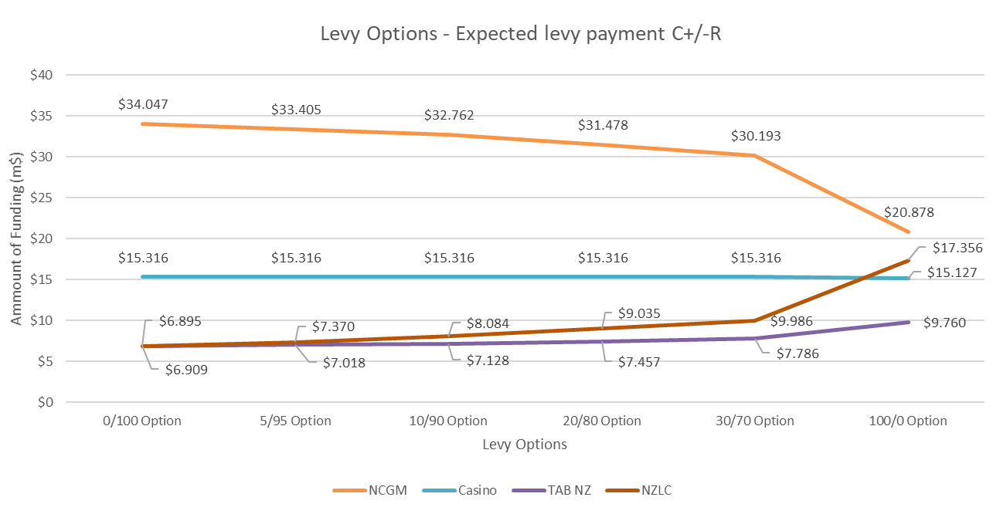 Levy Options - Expected levy payment C+/-R
Ammount of Funding (m$)
$40
$35
$30
$25
$20
$15
$10
$5
$0
$34.047
$33.405
$32.762
$31.478
$30.193
$20.878
$15.316
$15.316
$15.316
$15.316
$15.316
$17.356
$15.127
$6.895
$7.370
$8.084
$9.035
$9.986
$9.760
$6.909
$7.018
$7.128
$7.457
$7.786
0/100 Option
5/95 Option
10/90 Option
20/80 Option
30/70 Option
100/0 Option
Levy Options
NCGM
Casino
TAB NZ
NZLC